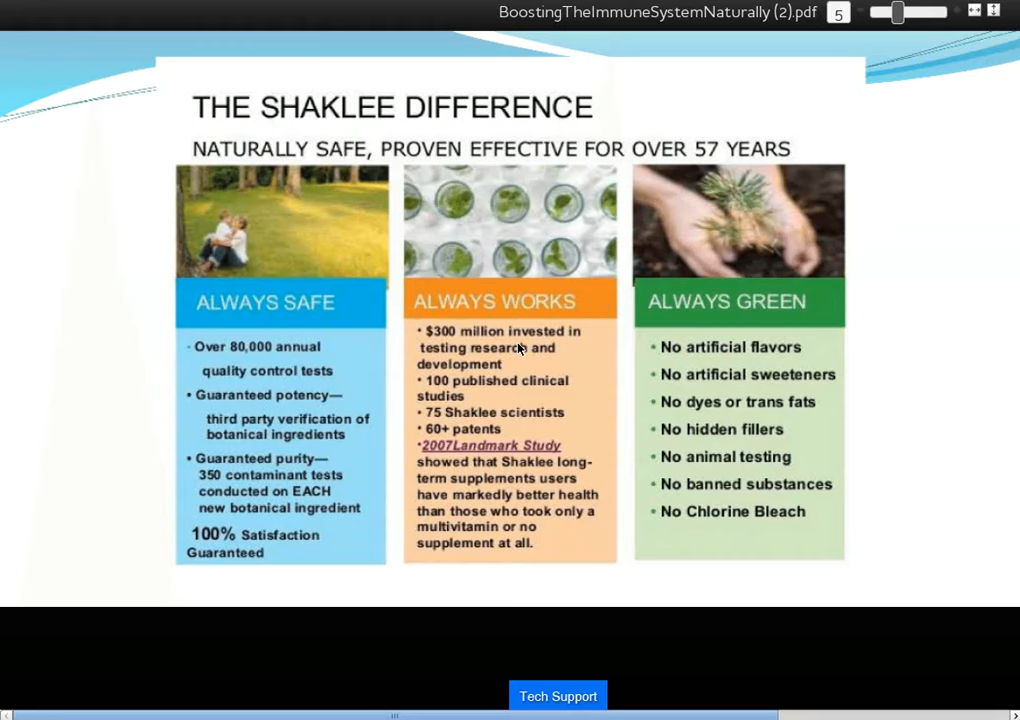 BoostingTheImmuneSystemNaturally (2).pdf 5
THE SHAKLEE DIFFERENCE
NATURALLY SAFE, PROVEN EFFECTIVE FOR OVER 57 YEARS
ALWAYS SAFE
· Over 80,000 annual
quality control tests
• Guaranteed potency—
third party verification of
botanical ingredients
• Guaranteed purity—
350 contaminant tests
conducted on EACH
new botanical ingredient
100% Satisfaction
Guaranteed
ALWAYS WORKS
• $300 million invested in
testing research and
development
• 100 published clinical
studies
• 75 Shaklee scientists
• 60+ patents
•2007Landmark Study
showed that Shaklee long-
term supplements users
have markedly better health
than those who took only a
multivitamin or no
supplement at all.
ALWAYS GREEN
• No artificial flavors
• No artificial sweeteners
• No dyes or trans fats
• No hidden fillers
• No animal testing
• No banned substances
• No Chlorine Bleach
Tech Support